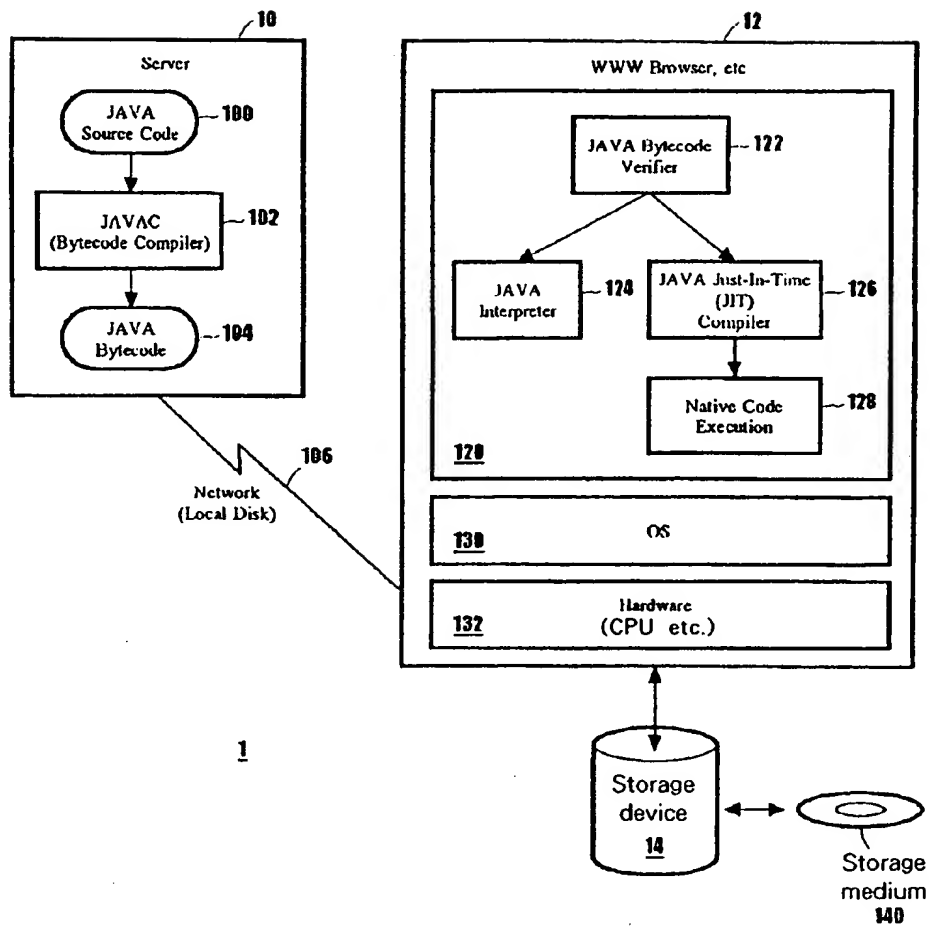 10
Server
JAVA
Source Code
100
JAVAC
(Bytecode Compiler)
102
JAVA
Bytecode
104
106
Network
(Local Disk)
12
WWW Browser, etc
JAVA Bytecode
Verifier
122
JAVA
Interpreter
124
JAVA Just-In-Time
(JIT)
Compiler
126
Native Code
Execution
128
120
130
OS
132
Hardware
(CPU etc.)
1
Storage
device
14
Storage
medium
140